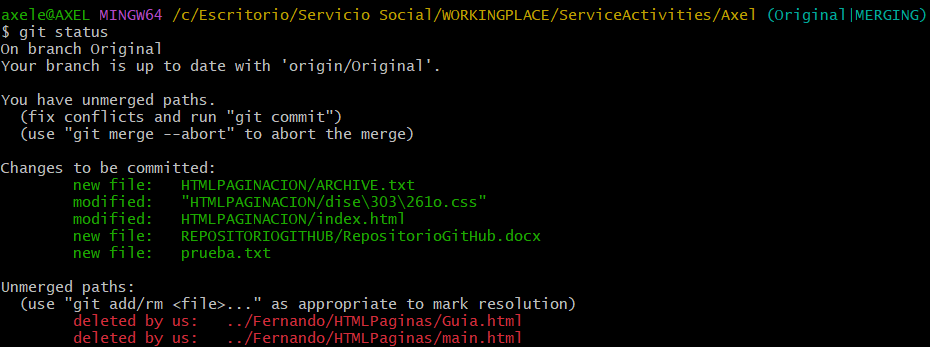 axele@AXEL MINGW64 /c/Escritorio/Servicio Social/WORKINGPLACE/ServiceActivities/Axel (Original|MERGING)
$ git status
On branch Original
Your branch is up to date with 'origin/Original'.
You have unmerged paths.
(fix conflicts and run "git commit")
(use "git merge --abort" to abort the merge)
Changes to be committed:
new file: HTMLPAGINACION/ARCHIVE.txt
modified: "HTMLPAGINACION/dise\303\261o.css"
modified: HTMLPAGINACION/index.html
new file: REPOSITORIOGITHUB/RepositorioGitHub.docx
new file: prueba.txt
Unmerged paths:
(use "git add/rm <file>..." as appropriate to mark resolution)
deleted by us: ../Fernando/HTMLPaginas/Guia.html
deleted by us: ../Fernando/HTMLPaginas/main.html